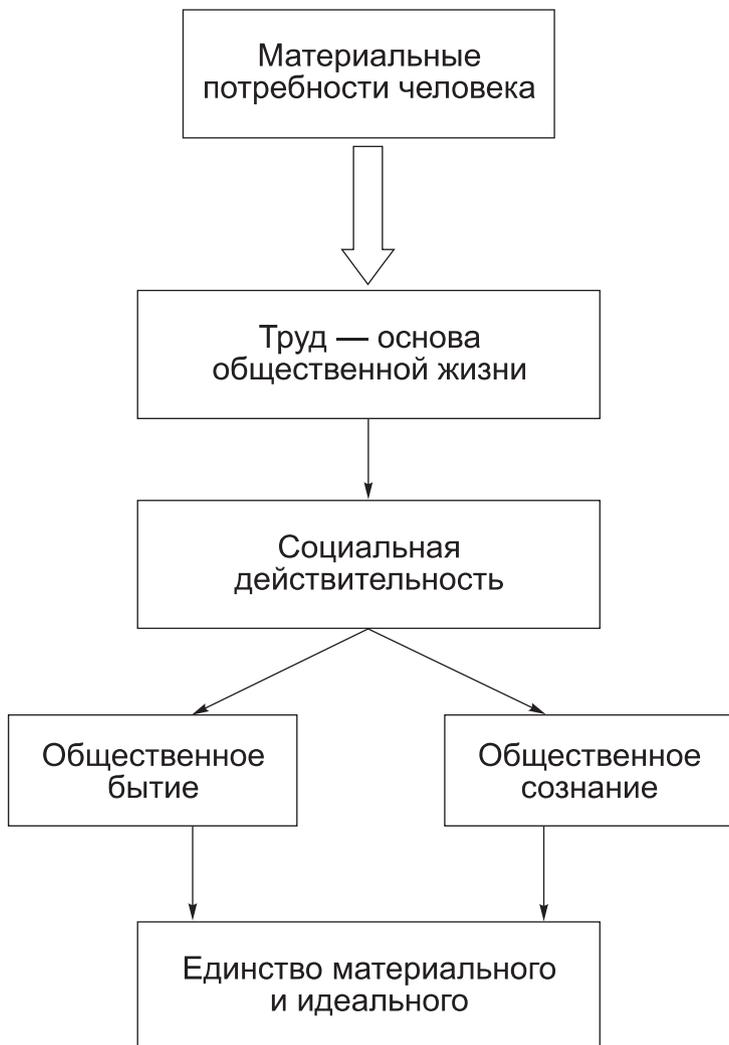 Материальные
потребности человека
Труд — основа
общественной жизни
Социальная
действительность
Общественное
бытие
Общественное
сознание
Единство материального
и идеального